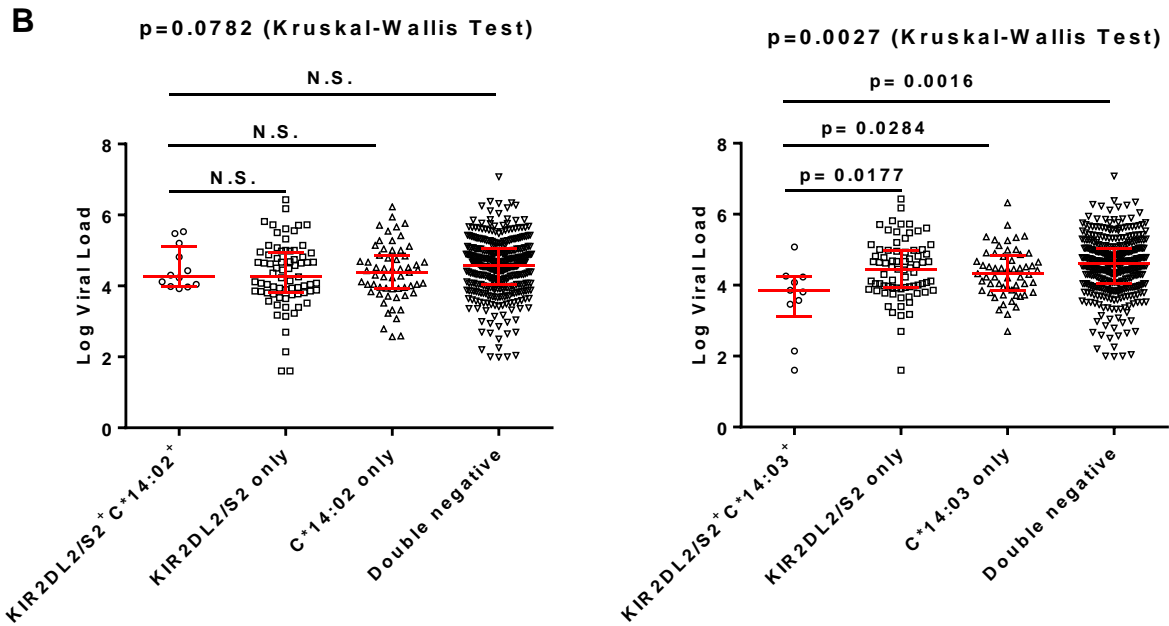 B
p=0.0782 (Kruskal-Wallis Test)
N.S.
N.S.
N.S.
8
6
4
2
0
Log Viral Load
KIR2DL2/S2+C*14:02+
KIR2DL2/S2 only
C*14:02 only
Double negative
p=0.0027 (Kruskal-Wallis Test)
p= 0.0016
p= 0.0284
p= 0.0177
8
6
4
2
0
Log Viral Load
KIR2DL2/S2+C*14:03+
KIR2DL2/S2 only
C*14:03 only
Double negative